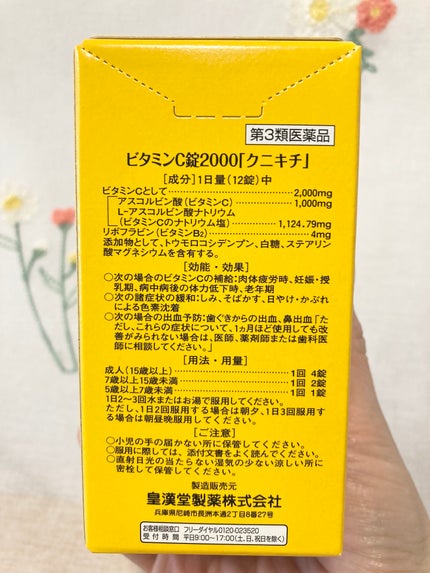 第3類医薬品
ビタミンC錠2000「クニキチ」
[成分]1日量(12錠)中
ビタミンCとして…………………2,000mg
アスコルビン酸(ビタミンC)…………1,000mg
L-アスコルビン酸ナトリウム
(ビタミンCのナトリウム塩)………1,124.79mg
リボフラビン(ビタミンB2)…………………4mg
添加物として、トウモロコシデンプン、白糖、ステアリン
酸マグネシウムを含有する。
[効能・効果]
○次の場合のビタミンCの補給:肉体疲労時、妊娠・授
乳期、病中病後の体力低下時、老年期
○次の諸症状の緩和:しみ、そばかす、日やけ・かぶれ
による色素沈着
○次の場合の出血予防:歯ぐきからの出血、鼻出血「た
だし、これらの症状について、1ヵ月ほど使用しても改
善がみられない場合は、医師、薬剤師または歯科医
師に相談してください。」
[用法・用量]
成人(15歳以上)…………………1回 4錠
7歳以上15歳未満…………………1回 2錠
5歳以上7歳未満…………………1回 1錠
1日2〜3回水またはお湯で服用してください。
ただし、1日2回服用する場合は朝夕、1日3回服用す
る場合は朝昼晩服用してください。
[ご注意]
○小児の手の届かない所に保管してください。
○服用に際しては、添付文書をよく読んでください。
○直射日光の当たらない湿気の少ない涼しい所に
密栓して保管してください。
製造販売元
皇漢堂製薬株式会社
兵庫県尼崎市長洲本通2丁目8番27号
お客様相談窓口 フリーダイヤル0120-023520
受付時間 平日9:00〜17:00(土、日、祝日を除く)